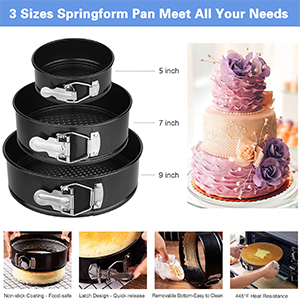 3 Sizes Springform Pan Meet All Your Needs
5 inch
7 inch
9 inch
Non-stick Coating - Food-safe
Latch Design - Quick-release
Removable Bottom-Easy to Clean
445°F Heat Resistance